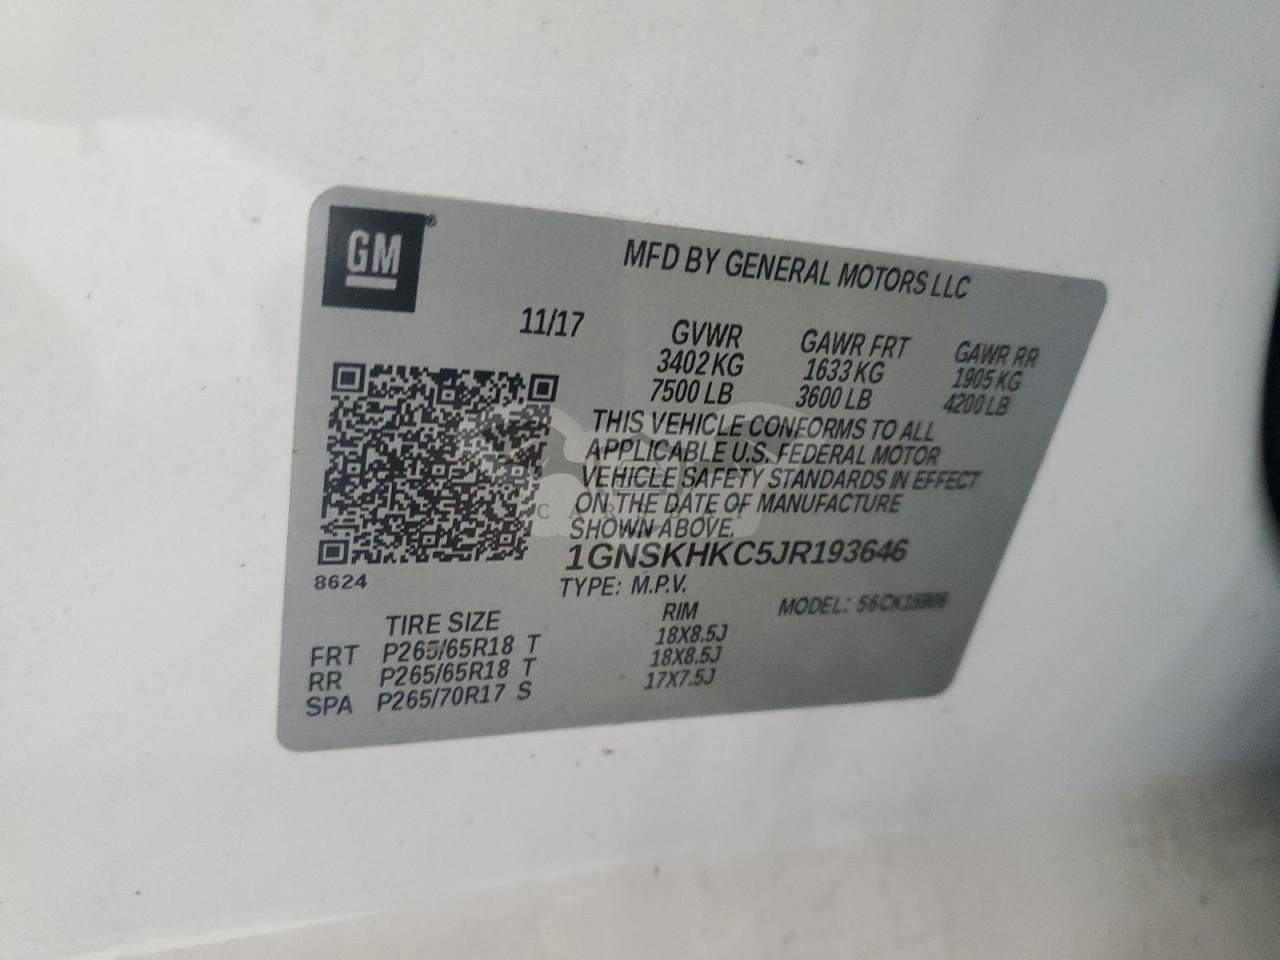 GM®
MFD BY GENERAL MOTORS LLC
11/17
GVWR GAWR FRT GAWR RR
3402 KG 1633 KG 1905 KG
7500 LB 3600 LB 4200 LB
THIS VEHICLE CONFORMS TO ALL
APPLICABLE U.S. FEDERAL MOTOR
VEHICLE SAFETY STANDARDS IN EFFECT
ON THE DATE OF MANUFACTURE
SHOWN ABOVE.
1GNSKHKC5JR193646
8624
TYPE: M.P.V. MODEL:
TIRE SIZE RIM
FRT P265/65R18 T 18X8.5J
RR P265/65R18 T 18X8.5J
SPA P265/70R17 S 17X7.5J